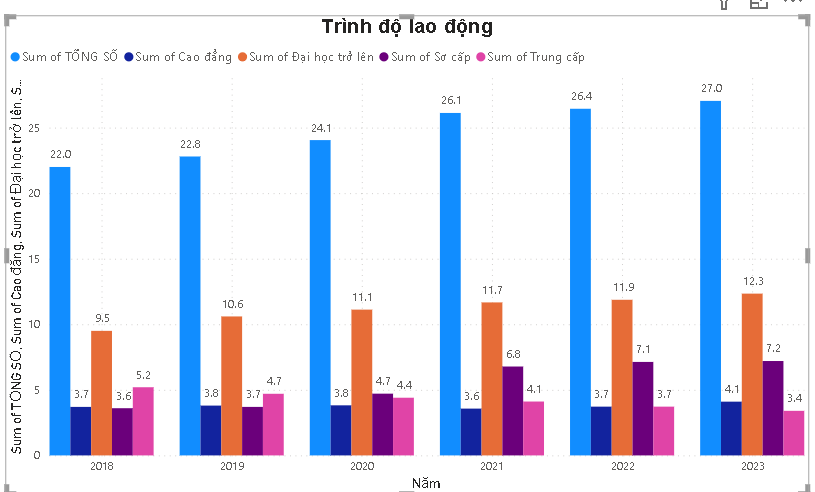 Trình độ lao động
Sum of TỔNG SỐ Sum of Cao đẳng Sum of Đại học trở lên Sum of Sơ cấp Sum of Trung cấp
Sum of TỔNG SỐ, Sum of Cao đẳng, Sum of Đại học trở lên, S...
25
20
15
10
5
0
22.0 3.7 9.5 3.6 5.2
22.8 3.8 10.6 3.7 4.7
24.1 3.8 11.1 4.7 4.4
26.1 3.6 11.7 6.8 4.1
26.4 3.7 11.9 7.1 3.7
27.0 4.1 12.3 7.2 3.4
2018 2019 2020 2021 2022 2023
Năm